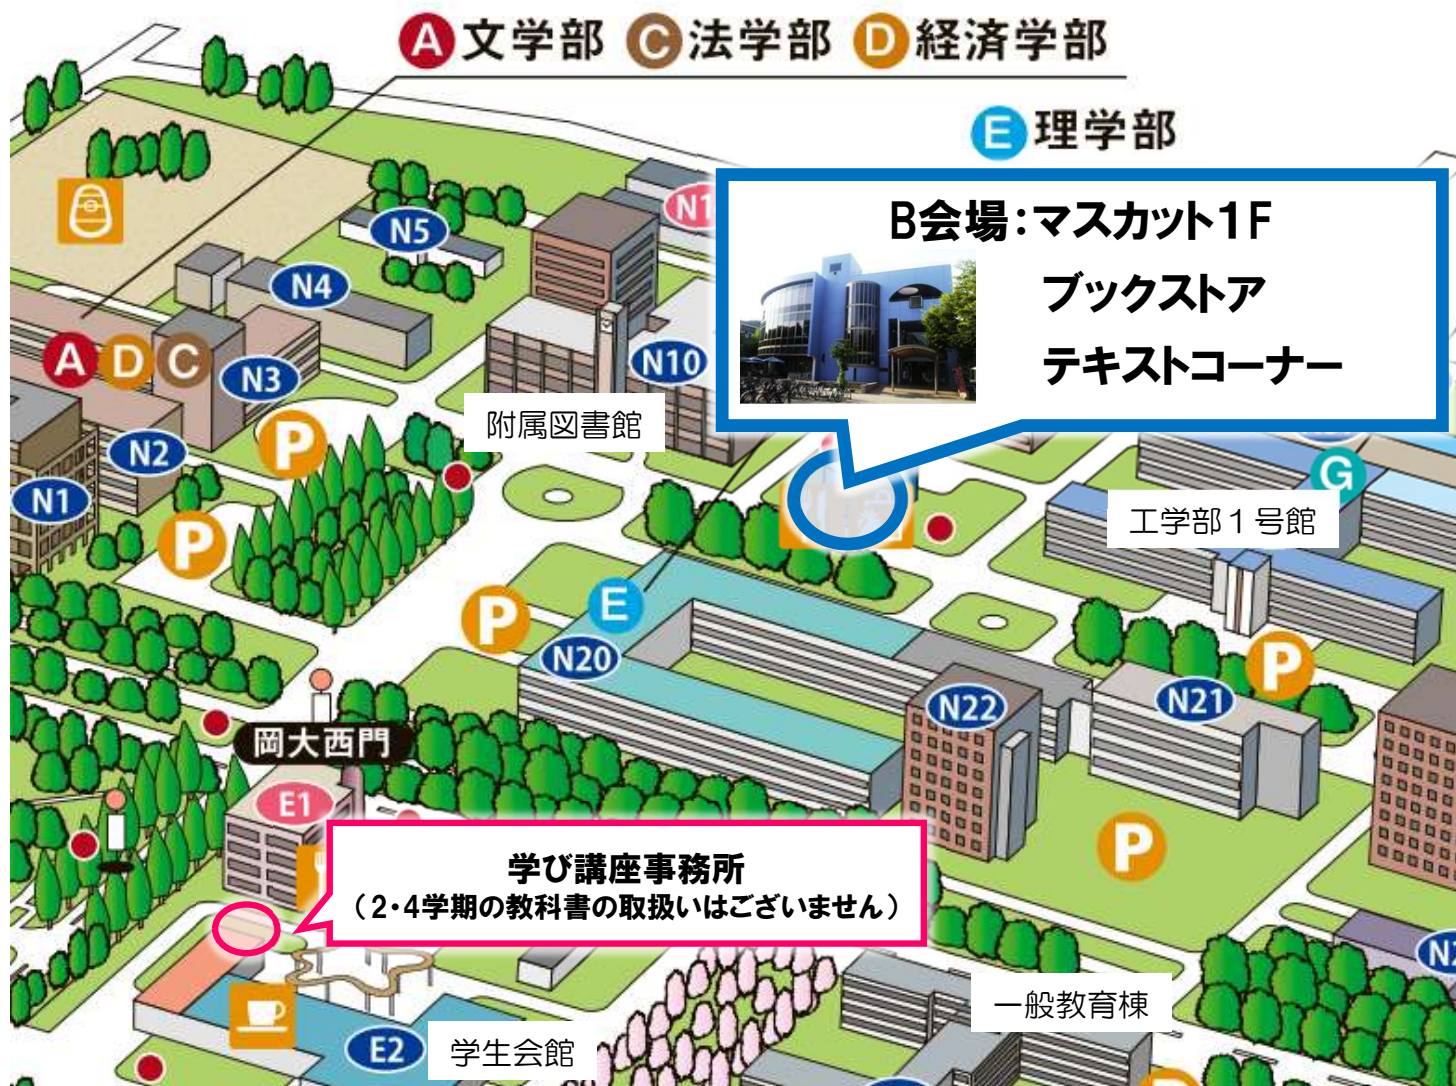 A 文学部 C 法学部 D 経済学部
E 理学部
B会場：マスカット1F
ブックストア
テキストコーナー
N5
N4
A D C
N3
N10
附属図書館
P
N2
N1
P
G
工学部１号館
E
P
N20
P
N22
N21
岡大西門
E1
P
学び講座事務所
（2・4学期の教科書の取扱いはございません）
一般教育棟
E2
学生会館